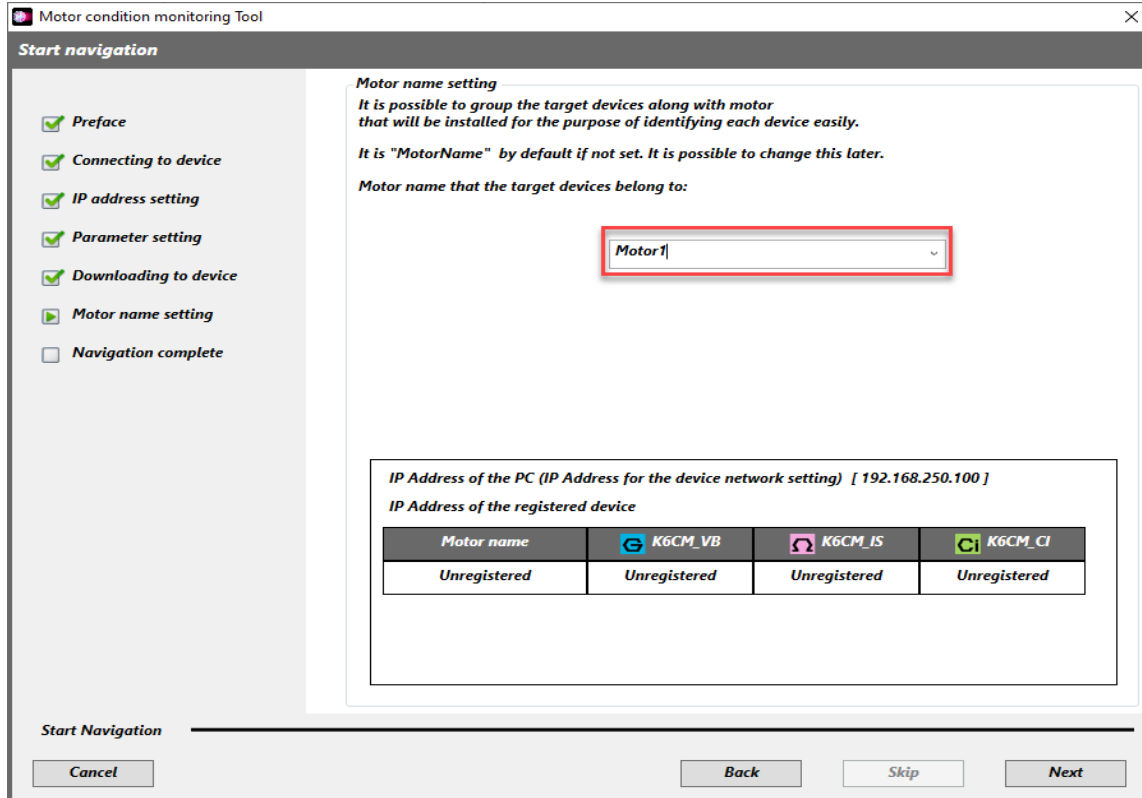 Motor condition monitoring Tool
Start navigation
Preface
Connecting to device
IP address setting
Parameter setting
Downloading to device
Motor name setting
Navigation complete
Motor name setting
It is possible to group the target devices along with motor
that will be installed for the purpose of identifying each device easily.
It is "MotorName" by default if not set. It is possible to change this later.
Motor name that the target devices belong to:
Motor1
IP Address of the PC (IP Address for the device network setting) [ 192.168.250.100 ]
IP Address of the registered device
Motor name G K6CM_VB Ω K6CM_IS Ci K6CM_CI
Unregistered Unregistered Unregistered Unregistered
Start Navigation
Cancel Back Skip Next